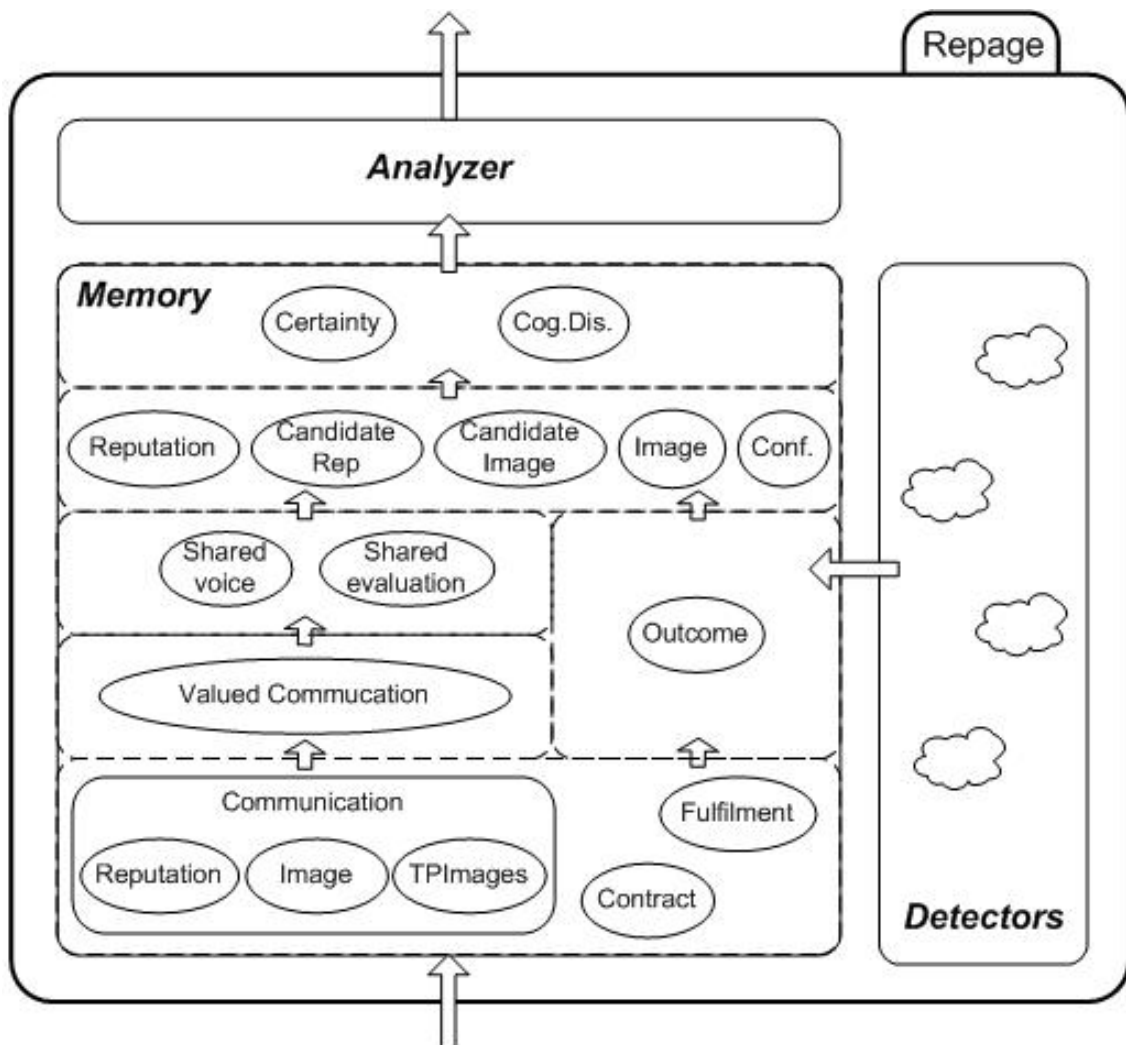 Repage
Analyzer
Memory
Certainty
Cog.Dis.
Reputation
Candidate
Rep
Candidate
Image
Image
Conf.
Shared
voice
Shared
evaluation
Outcome
Valued Commucation
Communication
Fulfilment
Reputation
Image
TPImages
Contract
Detectors